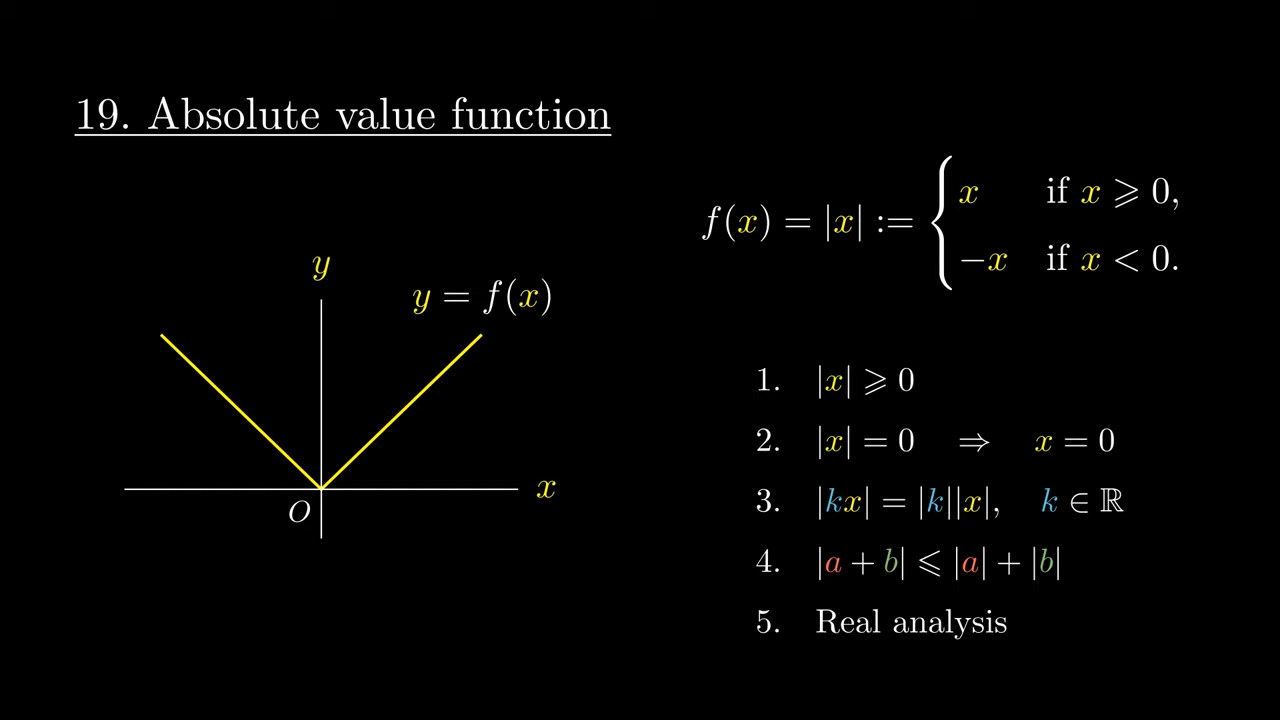 19. Absolute value function
f(x) = |x| := { x if x ⩾ 0,
−x if x < 0.
y
y = f(x)
x
O
1. |x| ⩾ 0
2. |x| = 0 ⇒ x = 0
3. |kx| = |k||x|, k ∈ ℝ
4. |a + b| ⩽ |a| + |b|
5. Real analysis